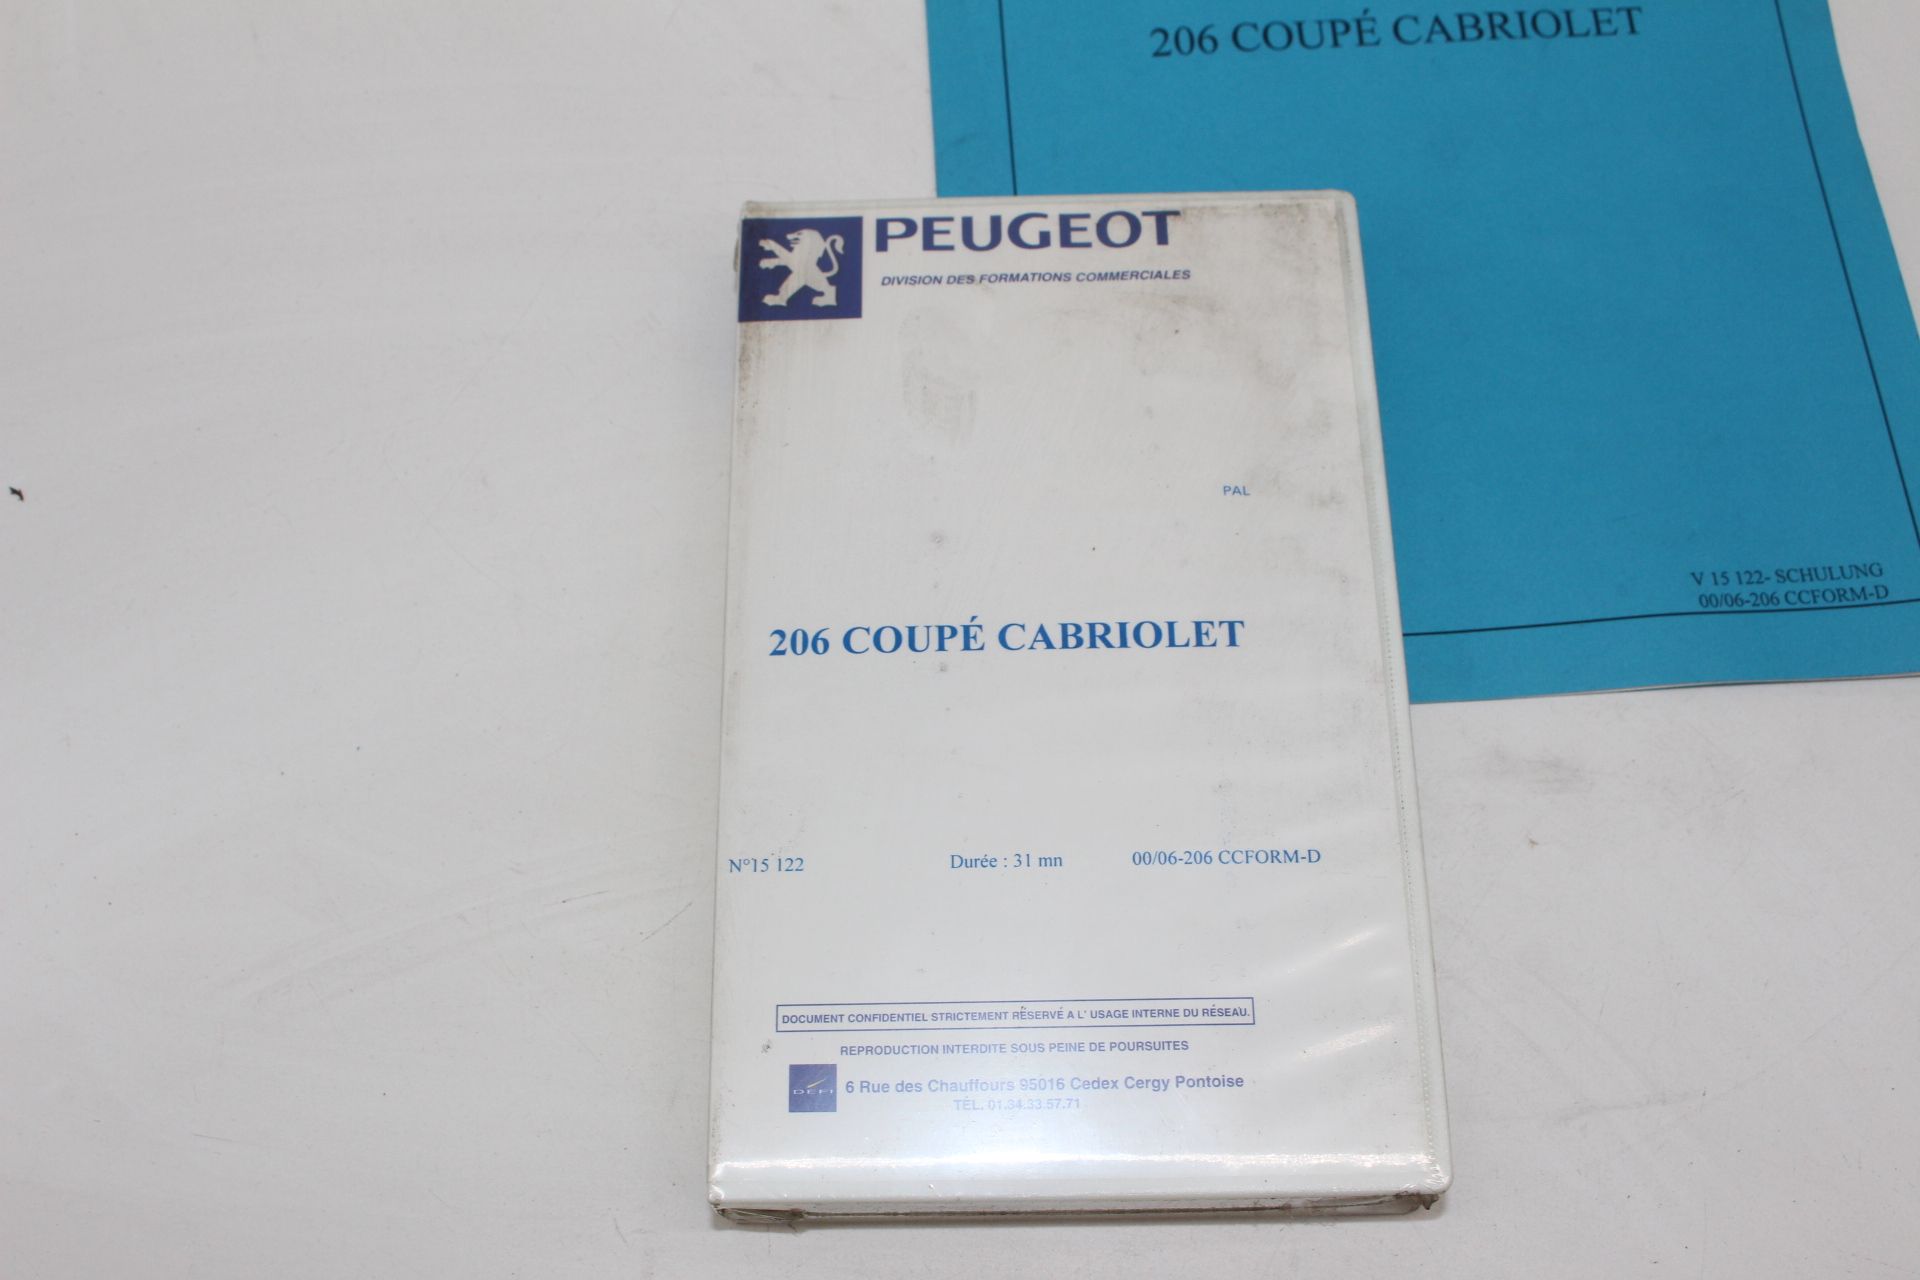 206 COUPÉ CABRIOLET
V 15 122- SCHULUNG
00/06-206 CCFORM-D
PEUGEOT
DIVISION DES FORMATIONS COMMERCIALES
PAL
206 COUPÉ CABRIOLET
N°15 122 Durée : 31 mn 00/06-206 CCFORM-D
DOCUMENT CONFIDENTIEL STRICTEMENT RÉSERVÉ A L' USAGE INTERNE DU RÉSEAU.
REPRODUCTION INTERDITE SOUS PEINE DE POURSUITES
DEFI 6 Rue des Chauffours 95016 Cedex Cergy Pontoise
TÉL. 01.34.33.57.71